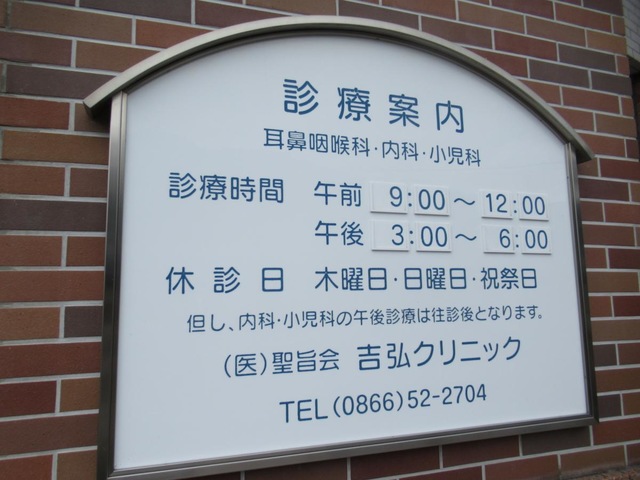 診療案内
耳鼻咽喉科・内科・小児科
診療時間 午前 9:00～12:00
午後 3:00～6:00
休診日 木曜日・日曜日・祝祭日
但し、内科・小児科の午後診療は往診後となります。
(医)聖旨会 吉弘クリニック
TEL(0866)52-2704